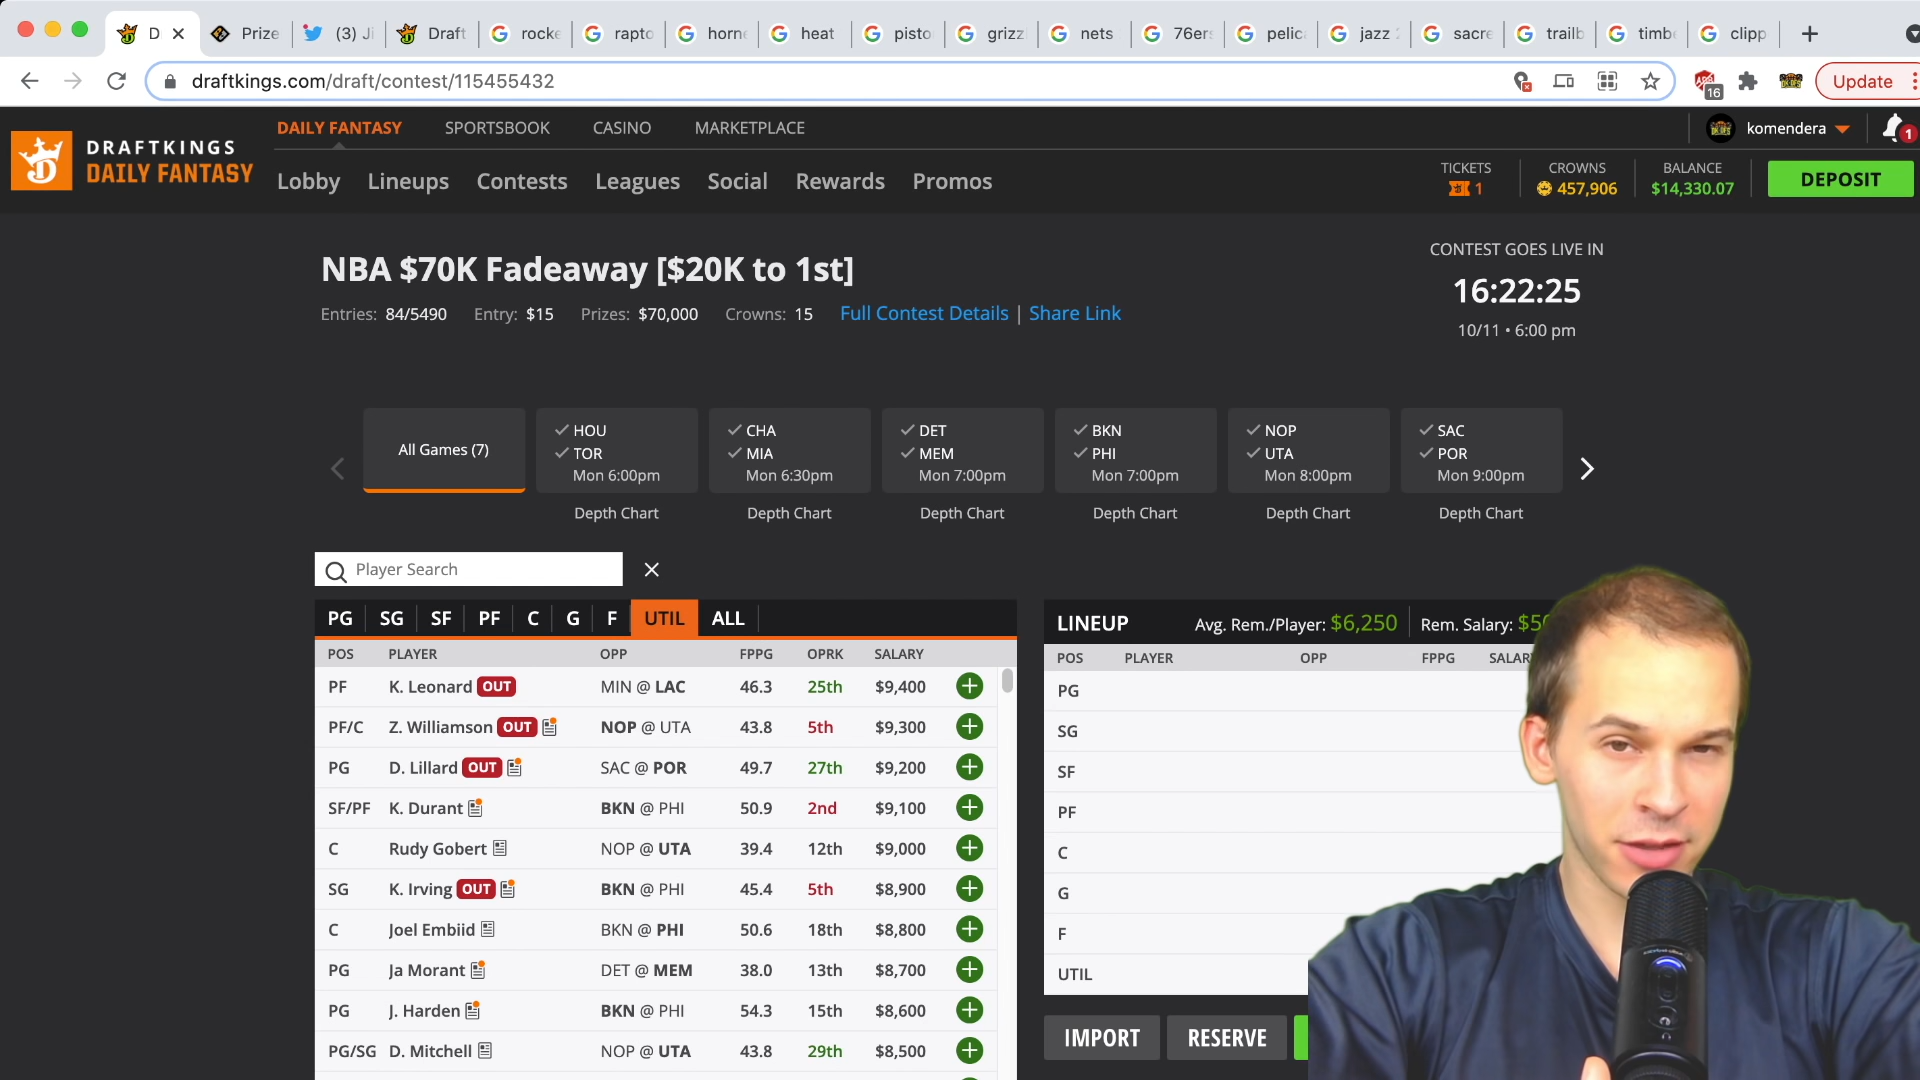 D
Prize
(3) Ji
Draft
rocke
rapto
horne
heat
pisto
grizz
nets
76ers
pelic
jazz
sacre
trailb
timbe
clipp
draftkings.com/draft/contest/115455432
16
Update
DRAFTKINGS
DAILY FANTASY
DAILY FANTASY
SPORTSBOOK
CASINO
MARKETPLACE
komendera
1
Lobby
Lineups
Contests
Leagues
Social
Rewards
Promos
TICKETS
1
CROWNS
457,906
BALANCE
$14,330.07
DEPOSIT
NBA $70K Fadeaway [$20K to 1st]
Entries: 84/5490 Entry: $15 Prizes: $70,000 Crowns: 15 Full Contest Details | Share Link
CONTEST GOES LIVE IN
16:22:25
10/11 • 6:00 pm
All Games (7)
HOU
TOR
Mon 6:00pm
Depth Chart
CHA
MIA
Mon 6:30pm
Depth Chart
DET
MEM
Mon 7:00pm
Depth Chart
BKN
PHI
Mon 7:00pm
Depth Chart
NOP
UTA
Mon 8:00pm
Depth Chart
SAC
POR
Mon 9:00pm
Depth Chart
Player Search
PG SG SF PF C G F UTIL ALL
POS PLAYER OPP FPPG OPRK SALARY
PF K. Leonard OUT MIN @ LAC 46.3 25th $9,400
PF/C Z. Williamson OUT NOP @ UTA 43.8 5th $9,300
PG D. Lillard OUT SAC @ POR 49.7 27th $9,200
SF/PF K. Durant BKN @ PHI 50.9 2nd $9,100
C Rudy Gobert NOP @ UTA 39.4 12th $9,000
SG K. Irving OUT BKN @ PHI 45.4 5th $8,900
C Joel Embiid BKN @ PHI 50.6 18th $8,800
PG Ja Morant DET @ MEM 38.0 13th $8,700
PG J. Harden BKN @ PHI 54.3 15th $8,600
PG/SG D. Mitchell NOP @ UTA 43.8 29th $8,500
LINEUP Avg. Rem./Player: $6,250 Rem. Salary:
POS PLAYER OPP FPPG SALAR
PG
SG
SF
PF
C
G
F
UTIL
IMPORT
RESERVE